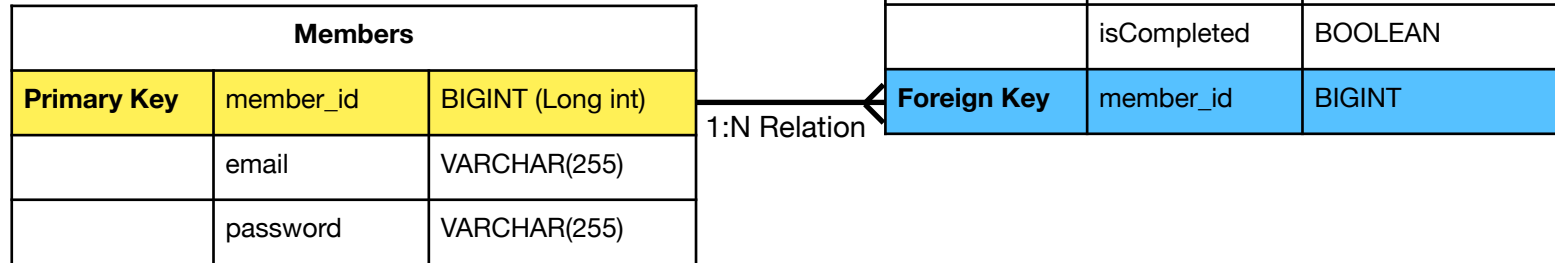 Members
Primary Key member_id BIGINT (Long int)
email VARCHAR(255)
password VARCHAR(255)
1:N Relation
isCompleted BOOLEAN
Foreign Key member_id BIGINT